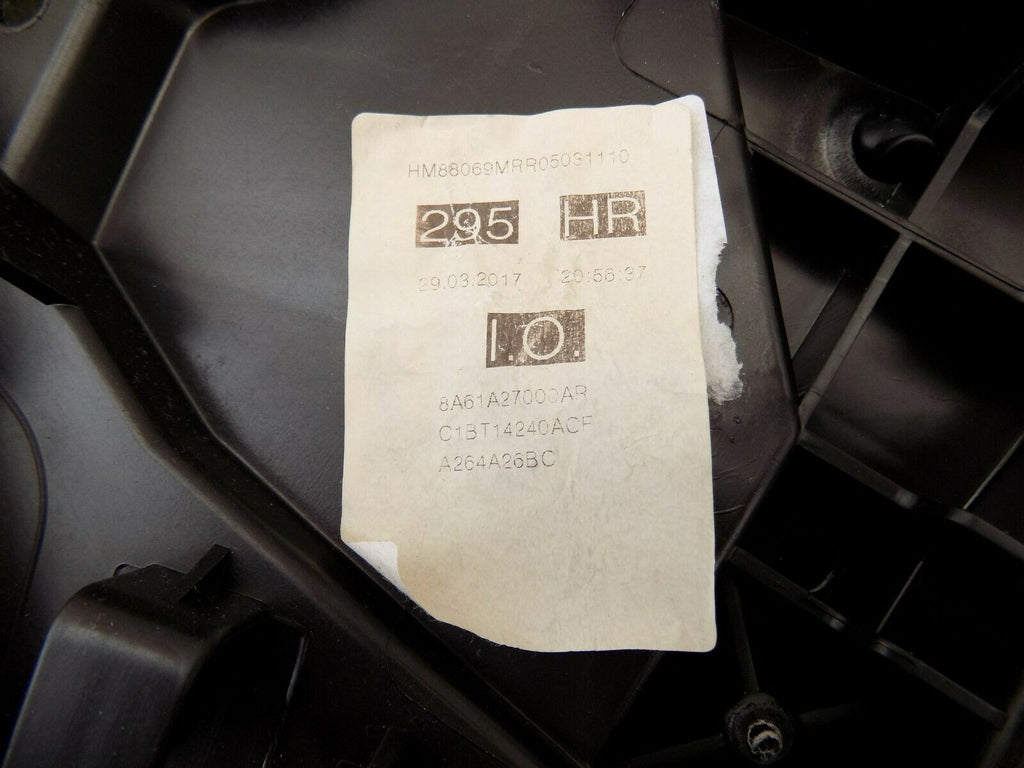 HM88069MRR05031110
295 HR
29.03.2017 20:56:37
I.O.
8A61A27000AR
C1BT14240ACF
A264A26BC